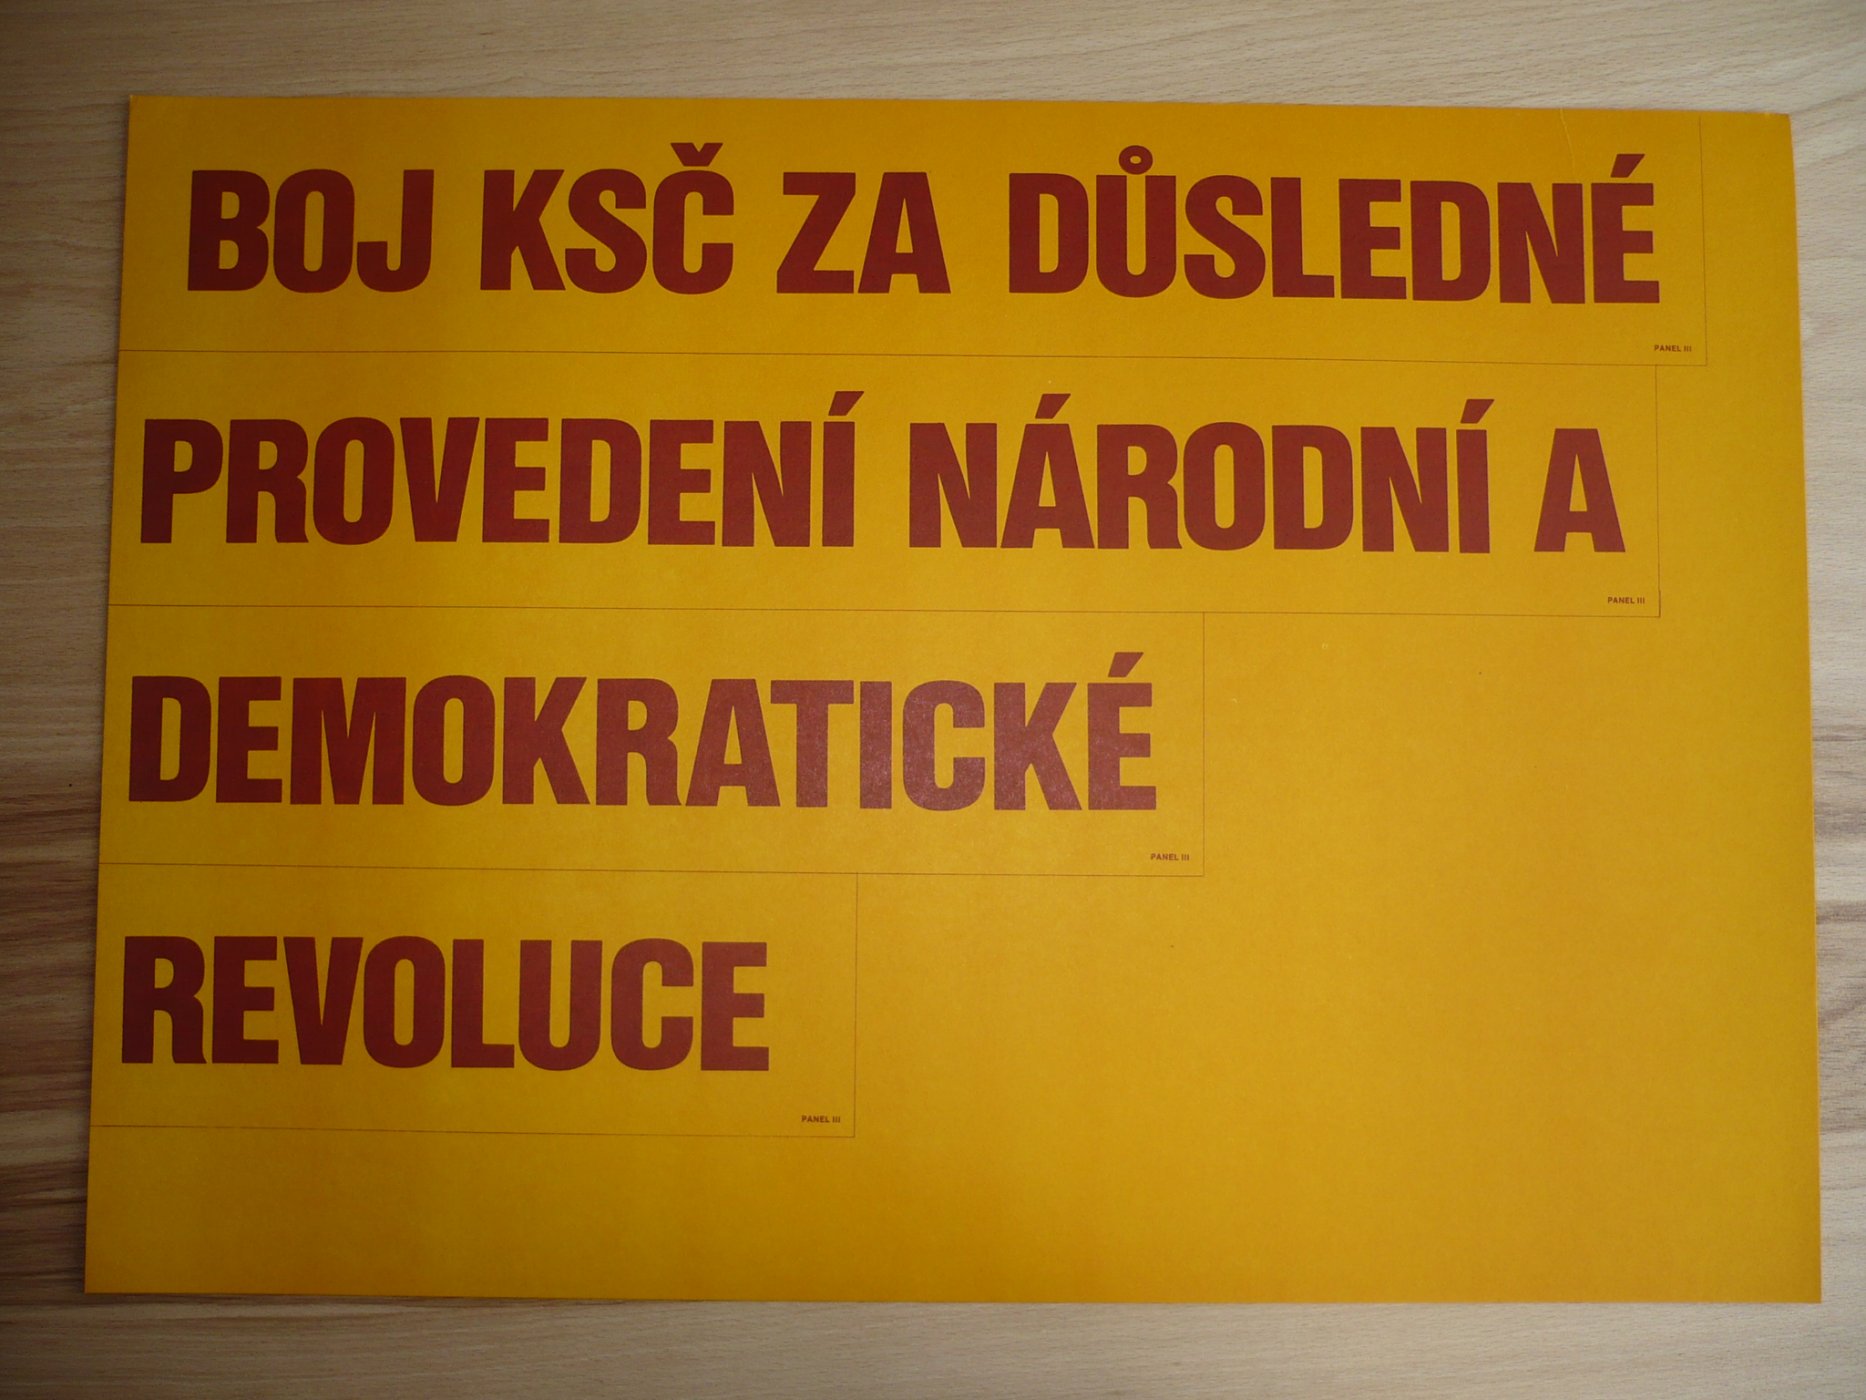 BOJ KSČ ZA DŮSLEDNÉ
PANEL III
PROVEDENÍ NÁRODNÍ A
PANEL III
DEMOKRATICKÉ
PANEL III
REVOLUCE
PANEL III